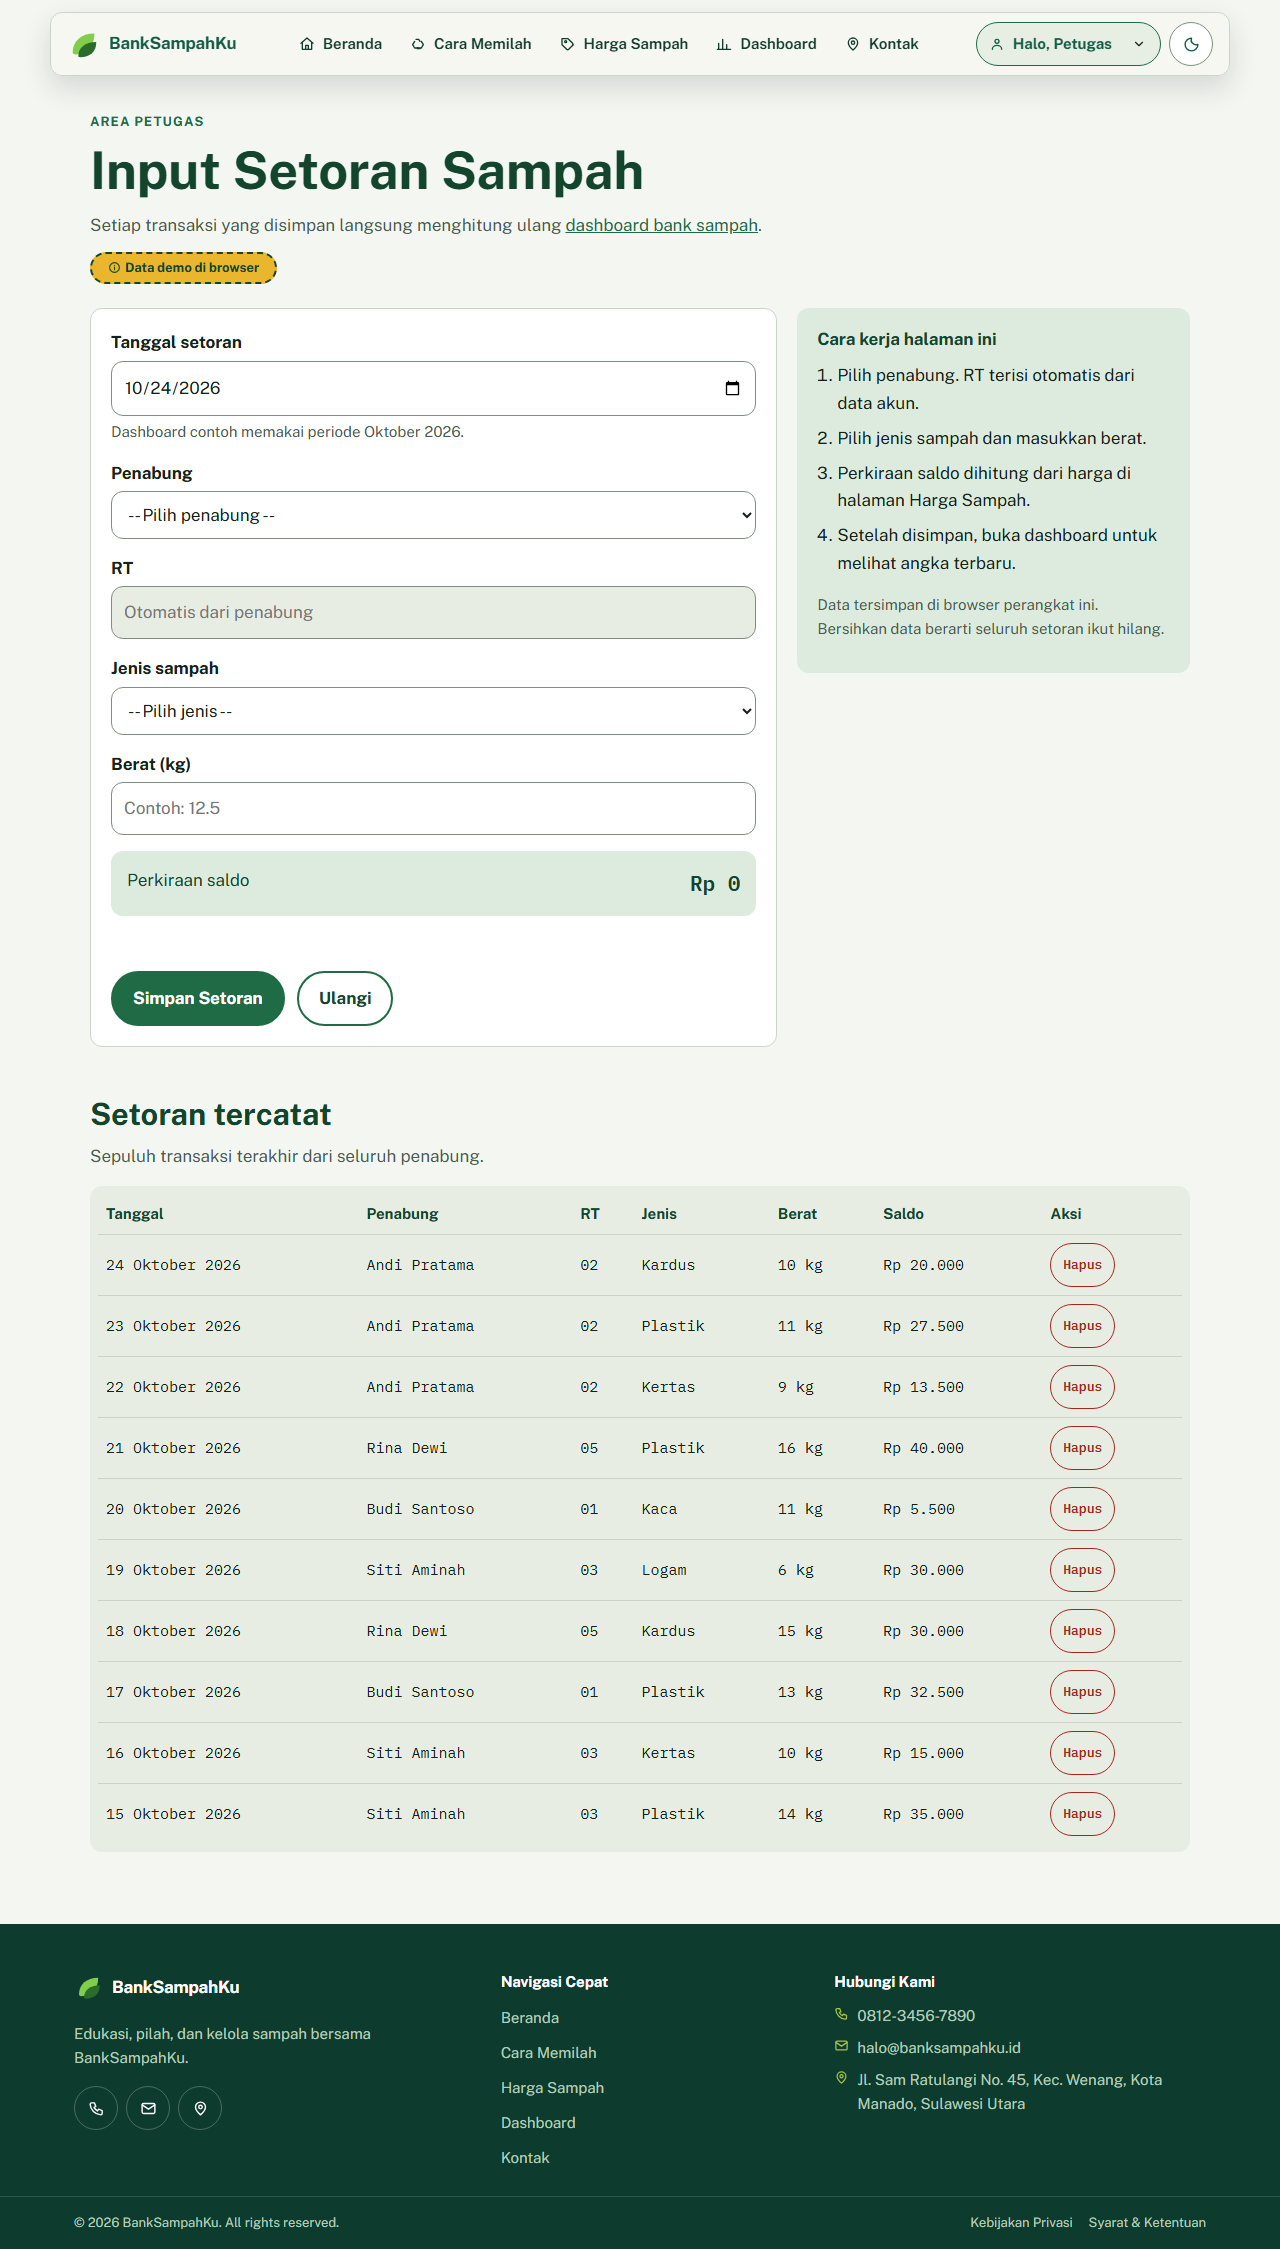 BankSampahKu
Beranda
Cara Memilah
Harga Sampah
Dashboard
Kontak
Halo, Petugas
AREA PETUGAS
Input Setoran Sampah
Setiap transaksi yang disimpan langsung menghitung ulang dashboard bank sampah.
Data demo di browser
Tanggal setoran
10/24/2026
Dashboard contoh memakai periode Oktober 2026.
Penabung
-- Pilih penabung --
RT
Otomatis dari penabung
Jenis sampah
-- Pilih jenis --
Berat (kg)
Contoh: 12.5
Perkiraan saldo Rp 0
Simpan Setoran
Ulangi
Cara kerja halaman ini
1. Pilih penabung. RT terisi otomatis dari
data akun.
2. Pilih jenis sampah dan masukkan berat.
3. Perkiraan saldo dihitung dari harga di
halaman Harga Sampah.
4. Setelah disimpan, buka dashboard untuk
melihat angka terbaru.
Data tersimpan di browser perangkat ini.
Bersihkan data berarti seluruh setoran ikut hilang.
Setoran tercatat
Sepuluh transaksi terakhir dari seluruh penabung.
Tanggal Penabung RT Jenis Berat Saldo Aksi
24 Oktober 2026 Andi Pratama 02 Kardus 10 kg Rp 20.000 Hapus
23 Oktober 2026 Andi Pratama 02 Plastik 11 kg Rp 27.500 Hapus
22 Oktober 2026 Andi Pratama 02 Kertas 9 kg Rp 13.500 Hapus
21 Oktober 2026 Rina Dewi 05 Plastik 16 kg Rp 40.000 Hapus
20 Oktober 2026 Budi Santoso 01 Kaca 11 kg Rp 5.500 Hapus
19 Oktober 2026 Siti Aminah 03 Logam 6 kg Rp 30.000 Hapus
18 Oktober 2026 Rina Dewi 05 Kardus 15 kg Rp 30.000 Hapus
17 Oktober 2026 Budi Santoso 01 Plastik 13 kg Rp 32.500 Hapus
16 Oktober 2026 Siti Aminah 03 Kertas 10 kg Rp 15.000 Hapus
15 Oktober 2026 Siti Aminah 03 Plastik 14 kg Rp 35.000 Hapus
BankSampahKu
Edukasi, pilah, dan kelola sampah bersama
BankSampahKu.
Navigasi Cepat
Beranda
Cara Memilah
Harga Sampah
Dashboard
Kontak
Hubungi Kami
0812-3456-7890
halo@banksampahku.id
Jl. Sam Ratulangi No. 45, Kec. Wenang, Kota
Manado, Sulawesi Utara
© 2026 BankSampahKu. All rights reserved.
Kebijakan Privasi
Syarat & Ketentuan